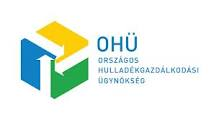 OHÜ
ORSZÁGOS
HULLADÉKGAZDÁLKODÁSI
ÜGYNÖKSÉG